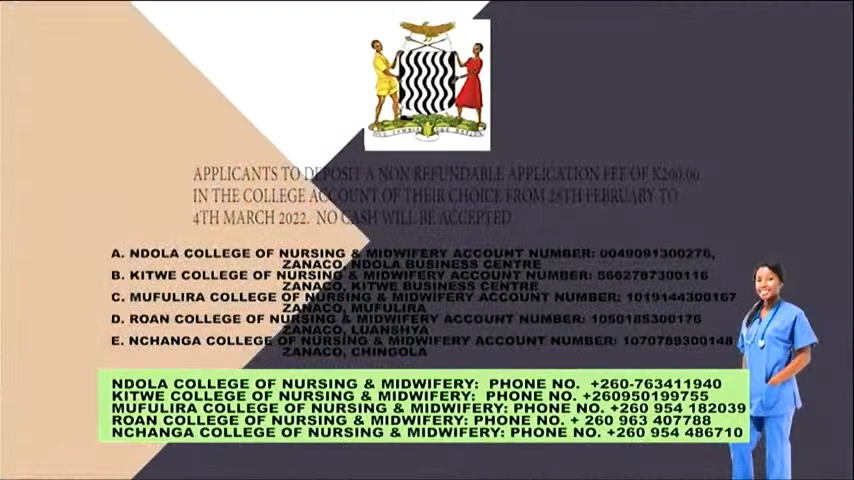 APPLICANTS TO DEPOSIT A NON REFUNDABLE APPLICATION FEE OF K200.00
IN THE COLLEGE ACCOUNT OF THEIR CHOICE FROM 28TH FEBRUARY TO
4TH MARCH 2022. NO CASH WILL BE ACCEPTED
A. NDOLA COLLEGE OF NURSING & MIDWIFERY ACCOUNT NUMBER: 0049091300276,
ZANACO, NDOLA BUSINESS CENTRE
B. KITWE COLLEGE OF NURSING & MIDWIFERY ACCOUNT NUMBER: 5662767300116
ZANACO, KITWE BUSINESS CENTRE
C. MUFULIRA COLLEGE OF NURSING & MIDWIFERY ACCOUNT NUMBER: 1019144300167
ZANACO, MUFULIRA
D. ROAN COLLEGE OF NURSING & MIDWIFERY ACCOUNT NUMBER: 1050185300176
ZANACO, LUANSHYA
E. NCHANGA COLLEGE OF NURSING & MIDWIFERY ACCOUNT NUMBER: 1070789300148
ZANACO, CHINGOLA
NDOLA COLLEGE OF NURSING & MIDWIFERY: PHONE NO. +260-763411940
KITWE COLLEGE OF NURSING & MIDWIFERY: PHONE NO. +260950199755
MUFULIRA COLLEGE OF NURSING & MIDWIFERY: PHONE NO. +260 954 182039
ROAN COLLEGE OF NURSING & MIDWIFERY: PHONE NO. + 260 963 407788
NCHANGA COLLEGE OF NURSING & MIDWIFERY: PHONE NO. +260 954 486710